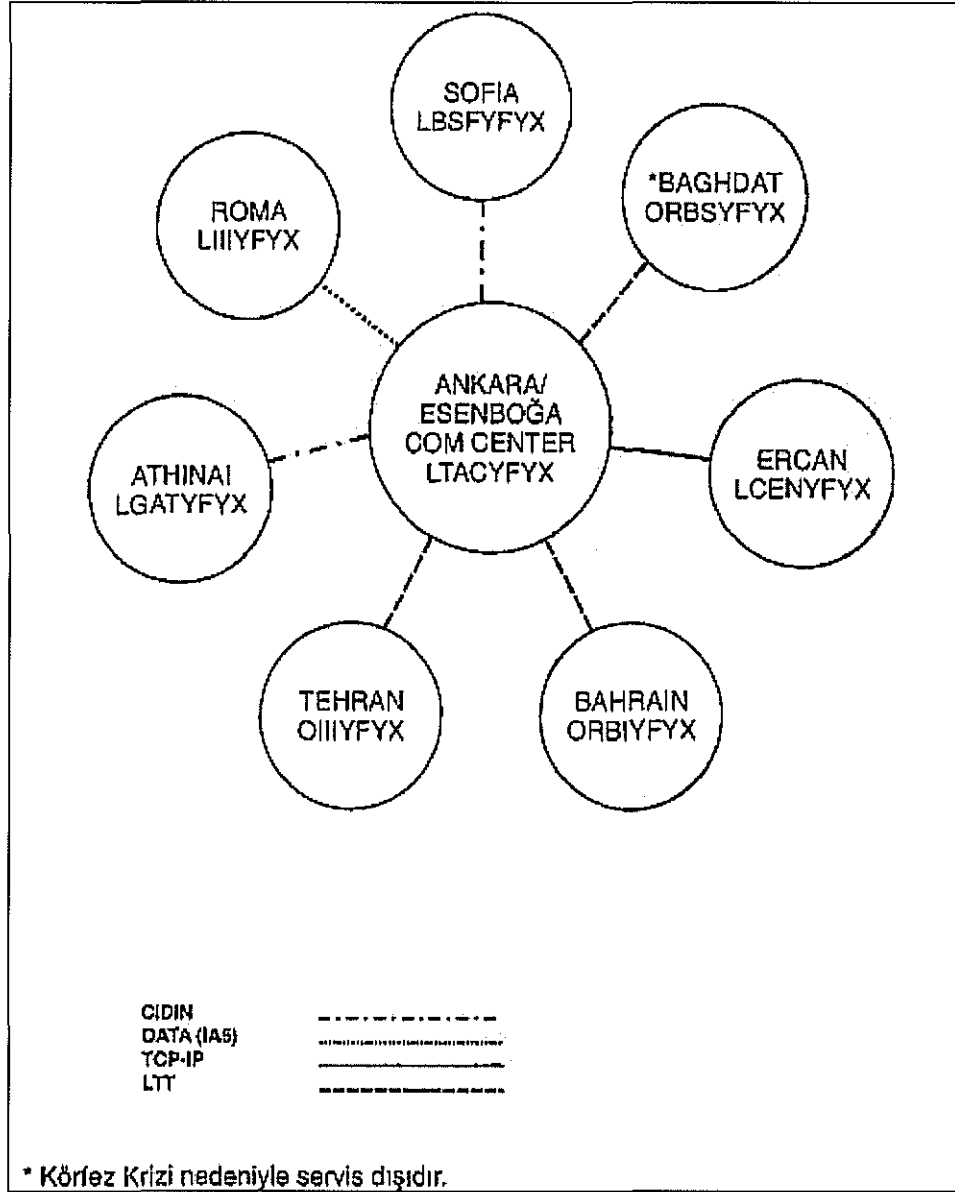 SOFIA
LBSFYFYX
*BAGHDAT
ORBSYFYX
ROMA
LIIIYFYX
ANKARA/
ESENBOĞA
COM CENTER
LTACYFYX
ERCAN
LCENYFYX
ATHINAI
LGATYFYX
TEHRAN
OIIIYFYX
BAHRAIN
ORBIYFYX
CIDIN
DATA (IA5)
TCP-IP
LTT
* Körfez Krizi nedeniyle servis dışıdır.